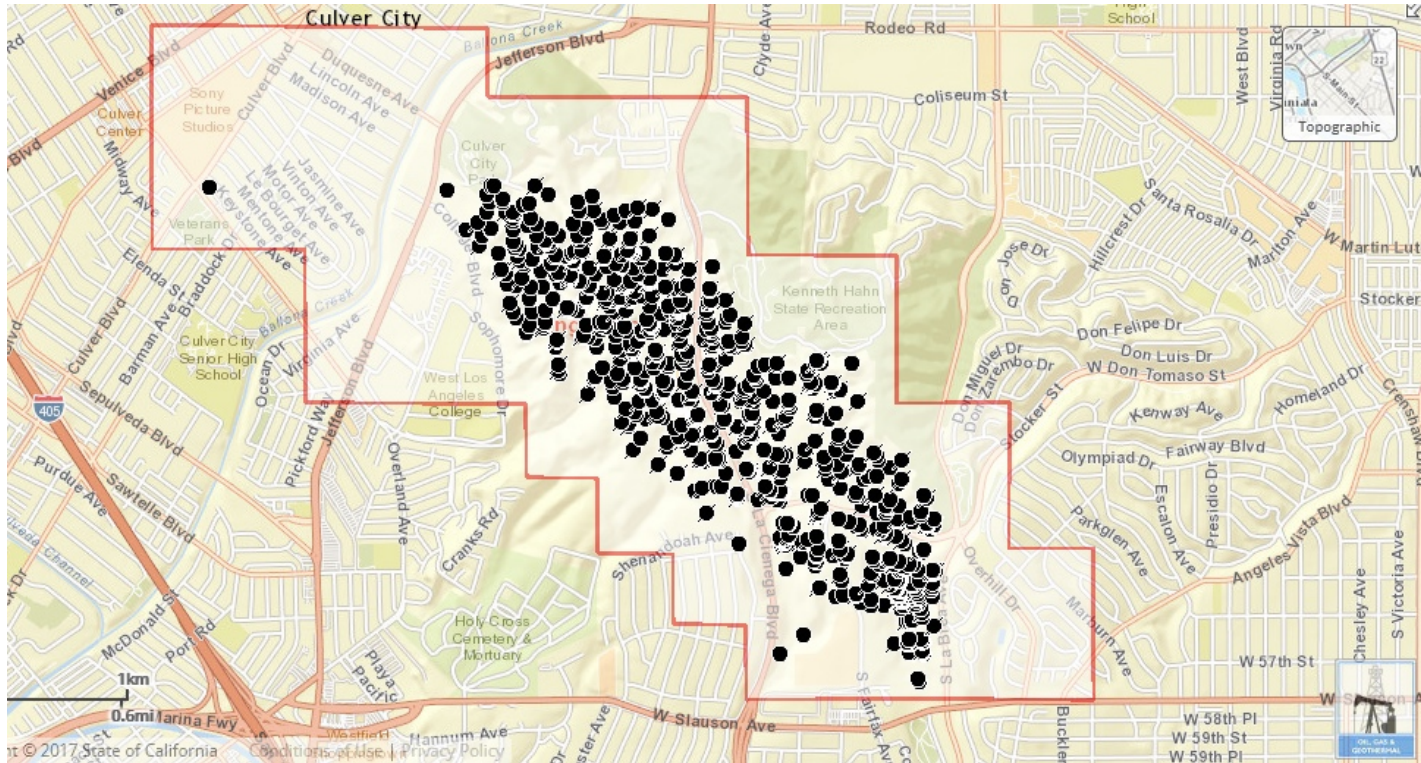 Culver City
High
School
Rodeo Rd
Ballona Creek
Jefferson Blvd
Clyde Ave
West Blvd
Virginia Rd
22
S Main St
Topographic
Venice Blvd
Culver Blvd
Duquesne Ave
Lincoln Ave
Madison Ave
Sony
Picture
Studios
Culver
Center
Blvd
Midway Ave
Coliseum St
Culver
City
Jasmine Ave
Vinton Ave
Motor Ave
Le Bourget Ave
Mentone Ave
Keystone Ave
Veterans
Park
Elenda St
Braddock Dr
Santa Rosalia Dr
Hillcrest Dr
Marlton Ave
W Martin Lut
Don Jose Dr
Stocker
Kenneth Hahn
State Recreation
Area
Ballona Creek
Culver Blvd
Barman Ave
Culver City
Senior High
School
Ocean Dr
Virginia Ave
Jefferson Blvd
Blvd Sophomore Dr
Don Felipe Dr
Don Luis Dr
W Don Tomaso St
Don Miguel Dr
Don Zarembo Dr
Stocker St
Homeland Dr
Kenway Ave
Fairway Blvd
Olympiad Dr
West Los
Angeles
College
405
Sepulveda Blvd
Pickford Way
Purdue Ave
Sawtelle Blvd
Overland Ave
Cranks Rd
Escalon Ave
Presidio Dr
Parkglen Ave
Angeles Vista Blvd
Shenandoah Ave
La Cienega Blvd
S La Brea Ave
Overhill Dr
Marburn Ave
Chesley Ave
S Victoria Ave
McDonald St
Port Rd
Holy Cross
Cemetery &
Mortuary
Playa
Pacific
W 57th St
1km
0.6mi
Marina Fwy
Hannum Ave
W Slauson Ave
S Fairfax Ave
Buckler
W 58th Pl
W 59th St
W 59th Pl
OIL, GAS &
GEOTHERMAL
© 2017 State of California
Conditions of Use | Privacy Policy